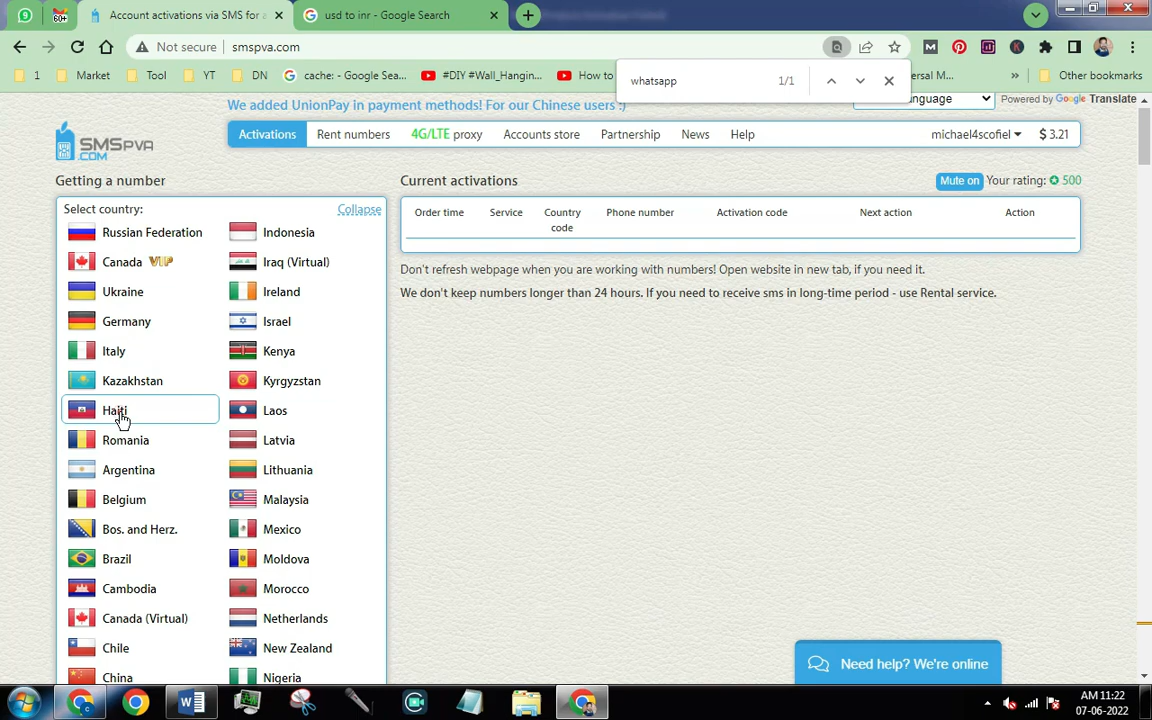 60+
Account activations via SMS for a
usd to inr - Google Search
Not secure
smspva.com
1
Market
Tool
YT
DN
cache: - Google Sea...
#DIY #Wall_Hangin...
How to
ersal M...
»
Other bookmarks
whatsapp
1/1
We added UnionPay in payment methods! For our Chinese users :)
Language
Powered by Google Translate
SMSPVA
.COM
Activations
Rent numbers
4G/LTE proxy
Accounts store
Partnership
News
Help
michael4scofiel
$ 3.21
Getting a number
Current activations
Mute on
Your rating: 500
Select country:
Collapse
Order time
Service
Country code
Phone number
Activation code
Next action
Action
Russian Federation
Indonesia
Canada VIP
Iraq (Virtual)
Don't refresh webpage when you are working with numbers! Open website in new tab, if you need it.
Ukraine
Ireland
We don't keep numbers longer than 24 hours. If you need to receive sms in long-time period - use Rental service.
Germany
Israel
Italy
Kenya
Kazakhstan
Kyrgyzstan
Haiti
Laos
Romania
Latvia
Argentina
Lithuania
Belgium
Malaysia
Bos. and Herz.
Mexico
Brazil
Moldova
Cambodia
Morocco
Canada (Virtual)
Netherlands
Chile
New Zealand
China
Nigeria
Need help? We're online
AM 11:22
07-06-2022